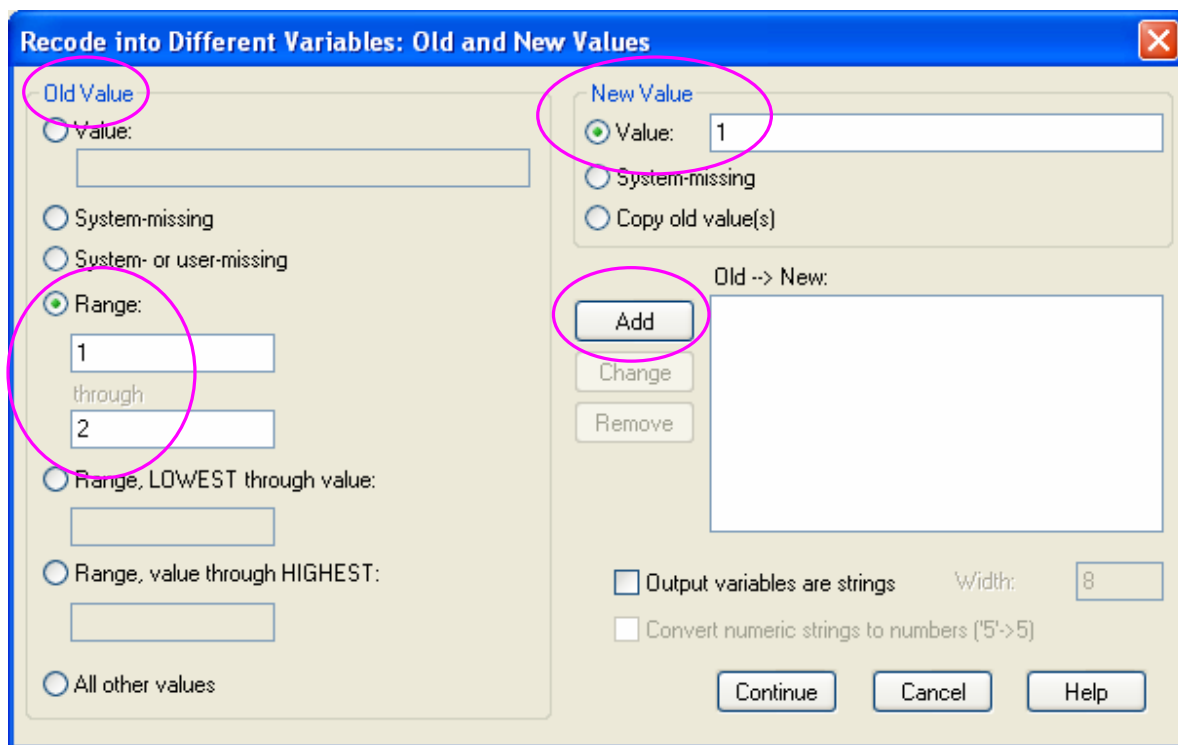 Recode into Different Variables: Old and New Values
Old Value
Value:
System-missing
System- or user-missing
Range:
1
through
2
Range, LOWEST through value:
Range, value through HIGHEST:
All other values
New Value
Value: 1
System-missing
Copy old value(s)
Old --> New:
Add
Change
Remove
Output variables are strings Width: 8
Convert numeric strings to numbers ('5'->5)
Continue Cancel Help